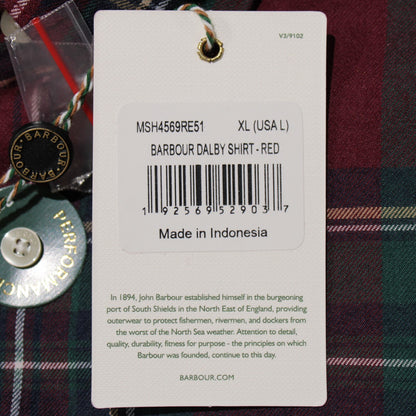 V3/9102
MSH4569RE51 XL (USA L)
BARBOUR DALBY SHIRT - RED
1 92569 52903 7
Made in Indonesia
In 1894, John Barbour established himself in the burgeoning
port of South Shields in the North East of England, providing
outerwear to protect fishermen, rivermen, and dockers from
the worst of the North Sea weather. Attention to detail,
quality, durability, fitness for purpose - the principles on which
Barbour was founded, continue to this day.
BARBOUR.COM
BARBOUR
BARBOUR
PERFORMANCE